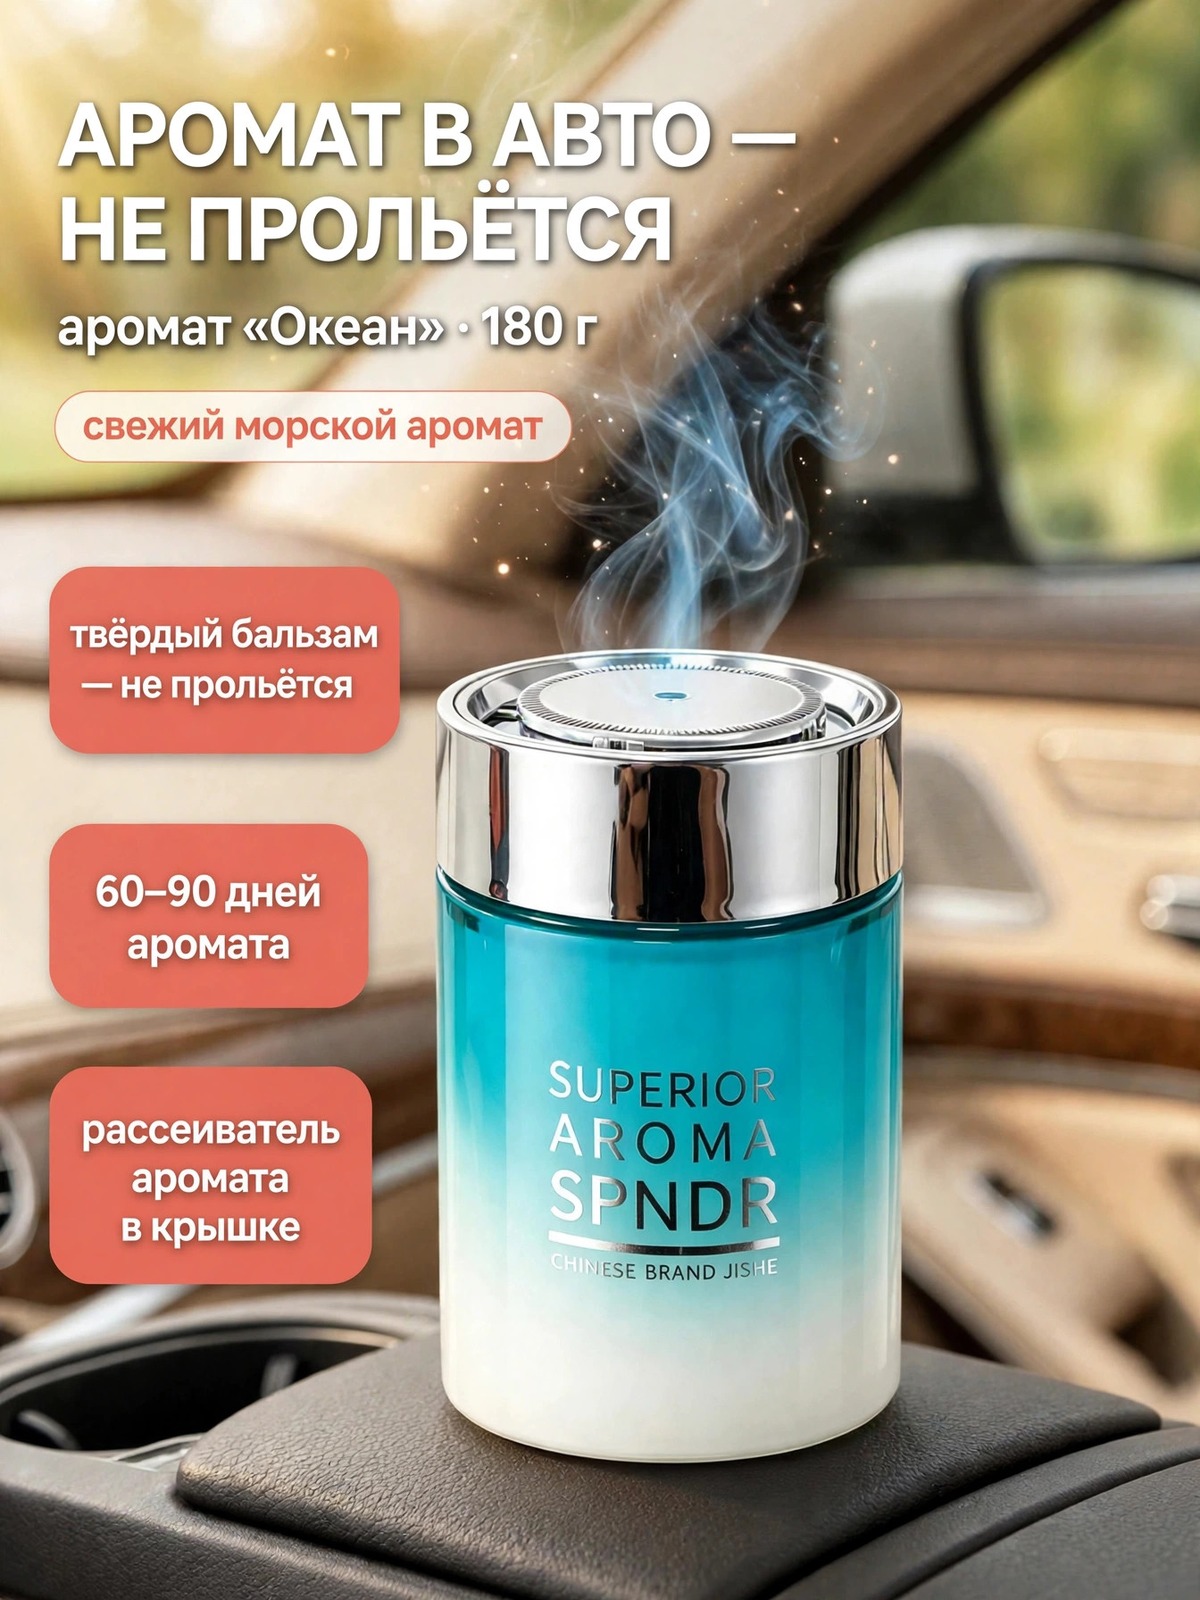 АРОМАТ В АВТО —
НЕ ПРОЛЬЁТСЯ
аромат «Океан» · 180 г
свежий морской аромат
твёрдый бальзам
— не прольётся
60–90 дней
аромата
рассеиватель
аромата
в крышке
SUPERIOR
AROMA
SPNDR
CHINESE BRAND JISHE